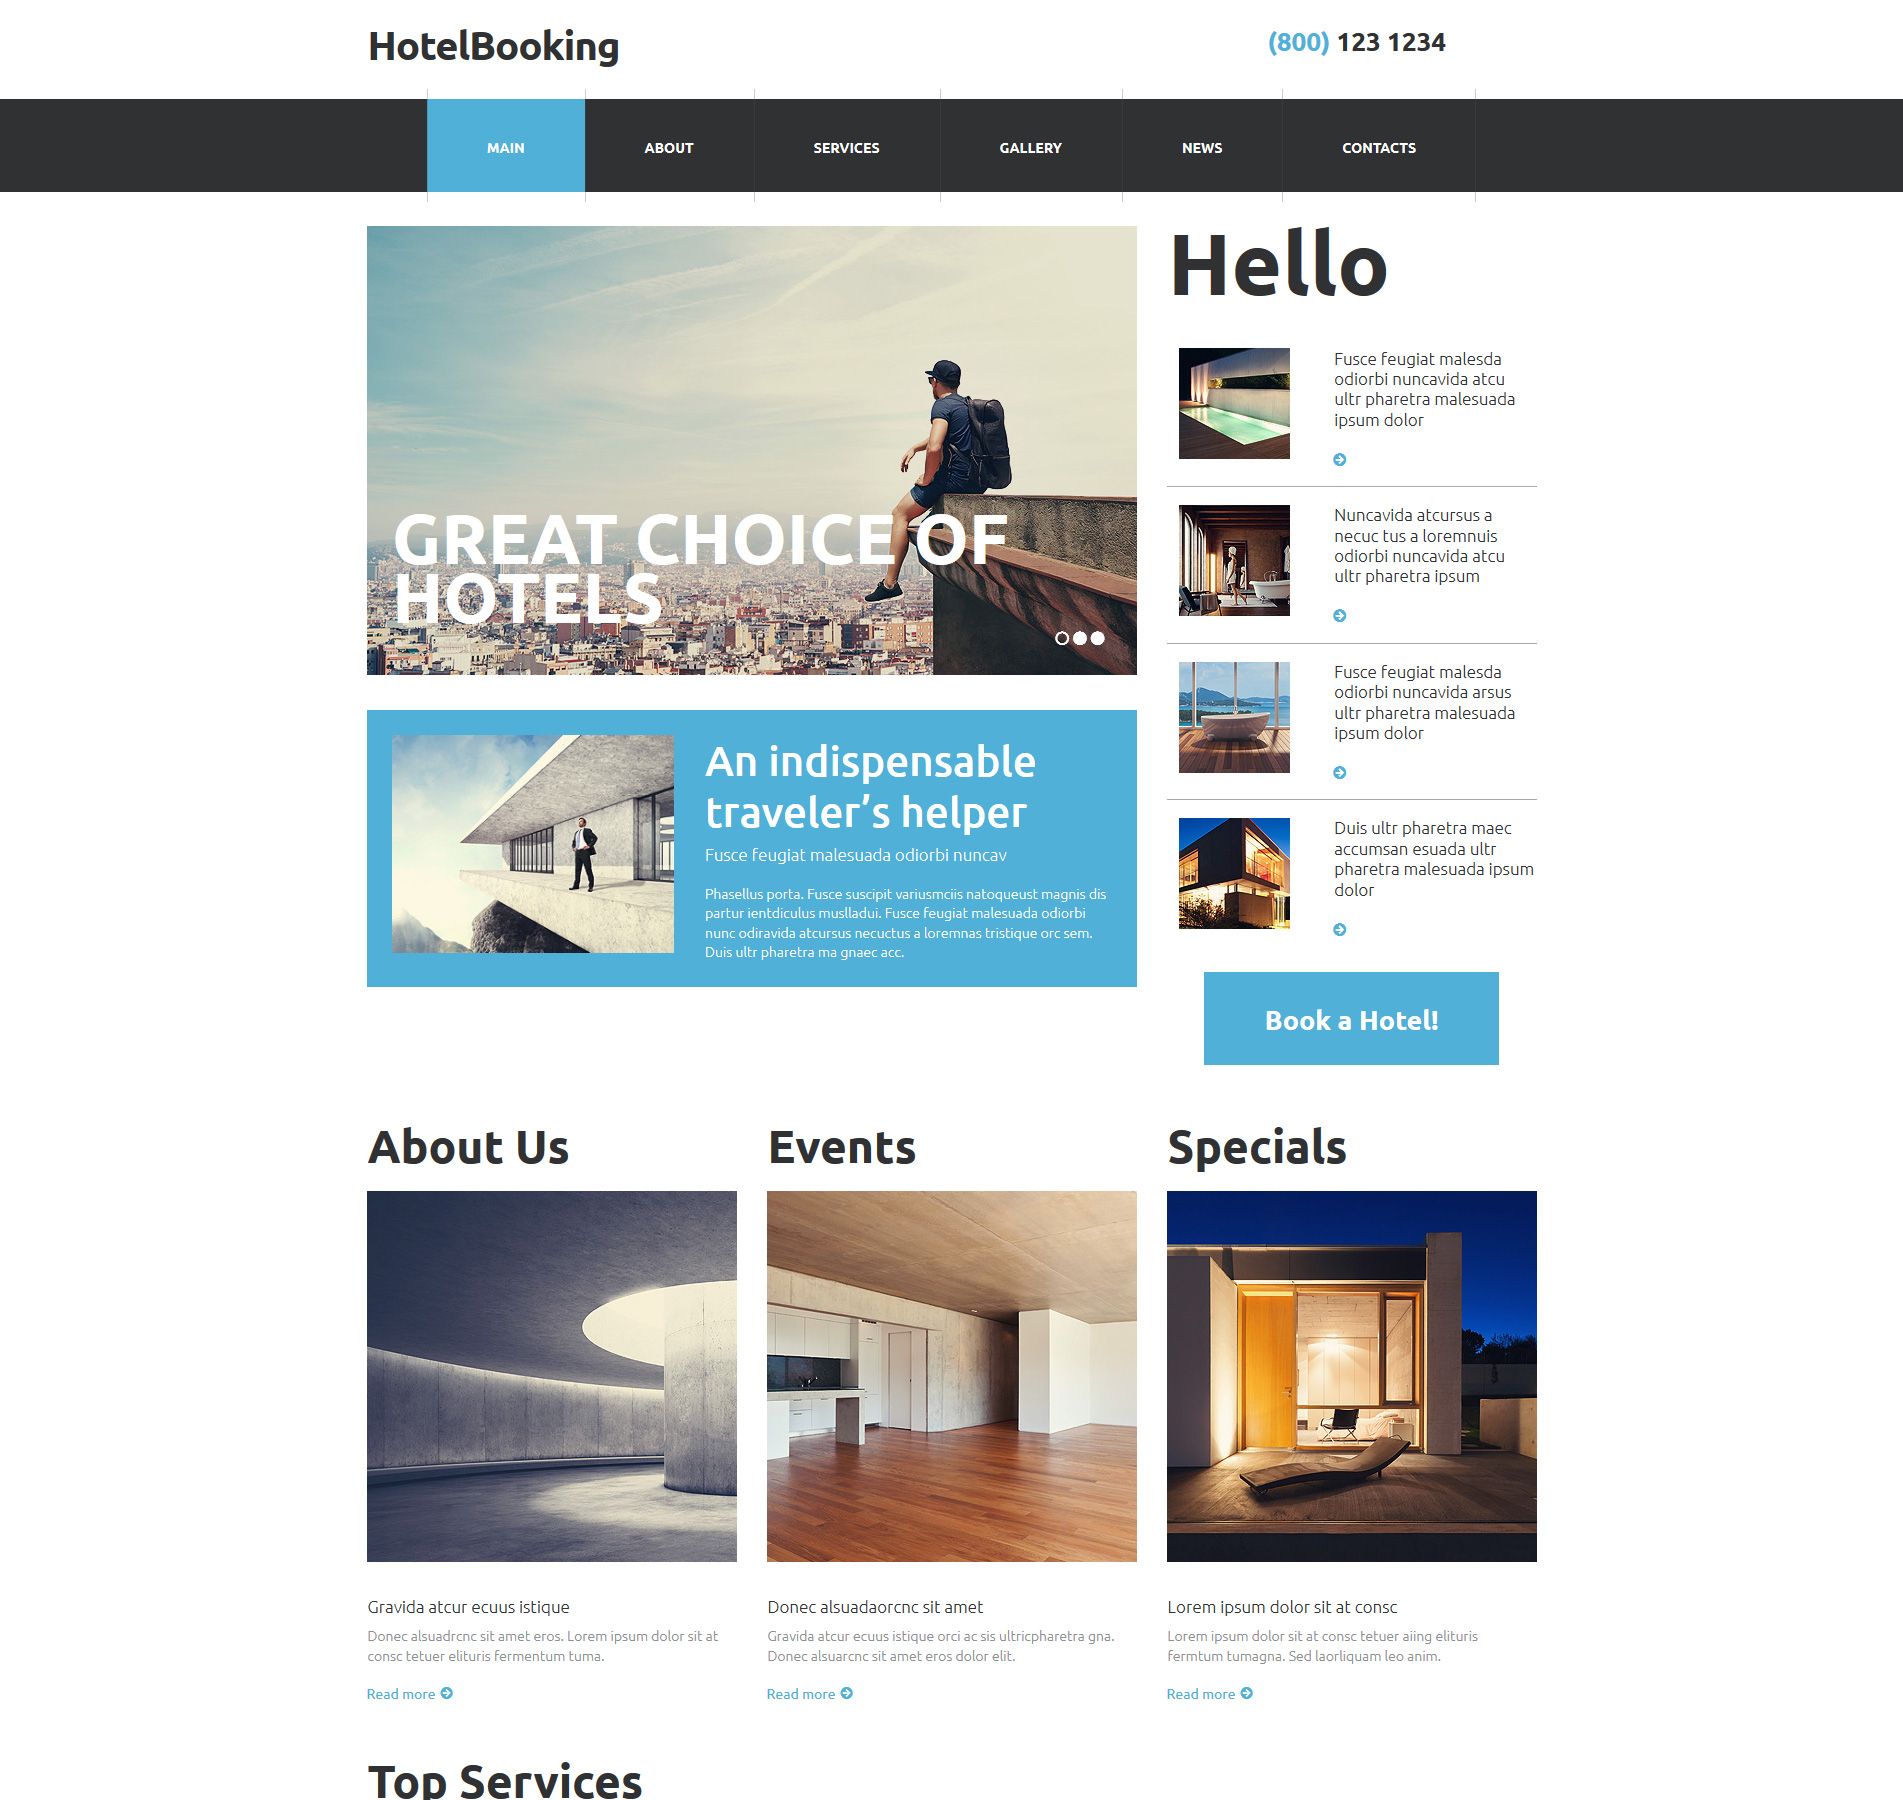 HotelBooking
(800) 123 1234
MAIN
ABOUT
SERVICES
GALLERY
NEWS
CONTACTS
GREAT CHOICE OF
HOTELS
An indispensable
traveler’s helper
Fusce feugiat malesuada odiorbi nuncav
Phasellus porta. Fusce suscipit variusmciis natoqueust magnis dis
partur ientdiculus muslladui. Fusce feugiat malesuada odiorbi
nunc odiravida atcursus necuctus a loremnas tristique orc sem.
Duis ultr pharetra ma gnaec acc.
Hello
Fusce feugiat malesda
odiorbi nuncavida atcu
ultr pharetra malesuada
ipsum dolor
Nuncavida atcursus a
necuc tus a loremnuis
odiorbi nuncavida atcu
ultr pharetra ipsum
Fusce feugiat malesda
odiorbi nuncavida arsus
ultr pharetra malesuada
ipsum dolor
Duis ultr pharetra maec
accumsan esuada ultr
pharetra malesuada ipsum
dolor
Book a Hotel!
About Us
Gravida atcur ecuus istique
Donec alsuadrcnc sit amet eros. Lorem ipsum dolor sit at
consc tetuer elituris fermentum tuma.
Read more
Events
Donec alsuadaorcnc sit amet
Gravida atcur ecuus istique orci ac sis ultricpharetra gna.
Donec alsuarcnc sit amet eros dolor elit.
Read more
Specials
Lorem ipsum dolor sit at consc
Lorem ipsum dolor sit at consc tetuer aiing elituris
fermtum tumagna. Sed laorliquam leo anim.
Read more
Top Services